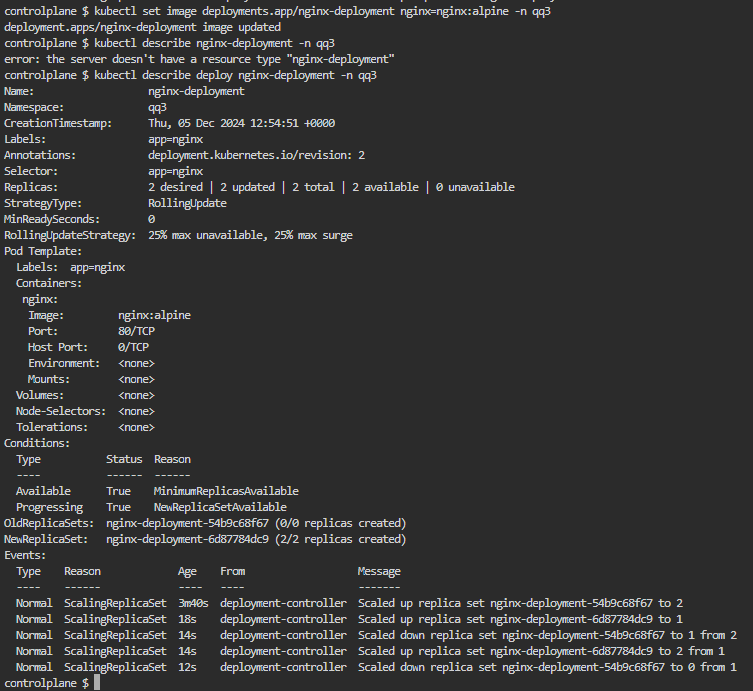 controlplane $ kubectl set image deployments.app/nginx-deployment nginx=nginx:alpine -n qq3
deployment.apps/nginx-deployment image updated
controlplane $ kubectl describe nginx-deployment -n qq3
error: the server doesn't have a resource type "nginx-deployment"
controlplane $ kubectl describe deploy nginx-deployment -n qq3
Name:                   nginx-deployment
Namespace:              qq3
CreationTimestamp:      Thu, 05 Dec 2024 12:54:51 +0000
Labels:                 app=nginx
Annotations:            deployment.kubernetes.io/revision: 2
Selector:               app=nginx
Replicas:               2 desired | 2 updated | 2 total | 2 available | 0 unavailable
StrategyType:           RollingUpdate
MinReadySeconds:        0
RollingUpdateStrategy:  25% max unavailable, 25% max surge
Pod Template:
  Labels:  app=nginx
  Containers:
   nginx:
    Image:         nginx:alpine
    Port:          80/TCP
    Host Port:     0/TCP
    Environment:   <none>
    Mounts:        <none>
  Volumes:         <none>
  Node-Selectors:  <none>
  Tolerations:     <none>
Conditions:
  Type           Status  Reason
  ----           ------  ------
  Available      True    MinimumReplicasAvailable
  Progressing    True    NewReplicaSetAvailable
OldReplicaSets:  nginx-deployment-54b9c68f67 (0/0 replicas created)
NewReplicaSet:   nginx-deployment-6d87784dc9 (2/2 replicas created)
Events:
  Type    Reason             Age    From                   Message
  ----    ------             ----   ----                   -------
  Normal  ScalingReplicaSet  3m40s  deployment-controller  Scaled up replica set nginx-deployment-54b9c68f67 to 2
  Normal  ScalingReplicaSet  18s    deployment-controller  Scaled up replica set nginx-deployment-6d87784dc9 to 1
  Normal  ScalingReplicaSet  14s    deployment-controller  Scaled down replica set nginx-deployment-54b9c68f67 to 1 from 2
  Normal  ScalingReplicaSet  14s    deployment-controller  Scaled up replica set nginx-deployment-6d87784dc9 to 2 from 1
  Normal  ScalingReplicaSet  12s    deployment-controller  Scaled down replica set nginx-deployment-54b9c68f67 to 0 from 1
controlplane $